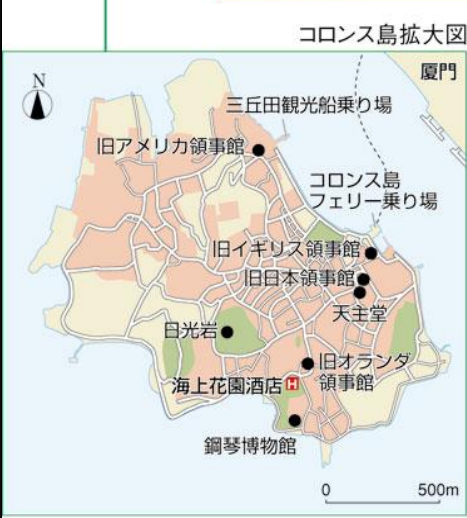 コロンス島拡大図
厦門
N
三丘田観光船乗り場
旧アメリカ領事館
コロンス島
フェリー乗り場
旧イギリス領事館
旧日本領事館
天主堂
日光岩
旧オランダ
領事館
海上花園酒店 H
鋼琴博物館
0 500m